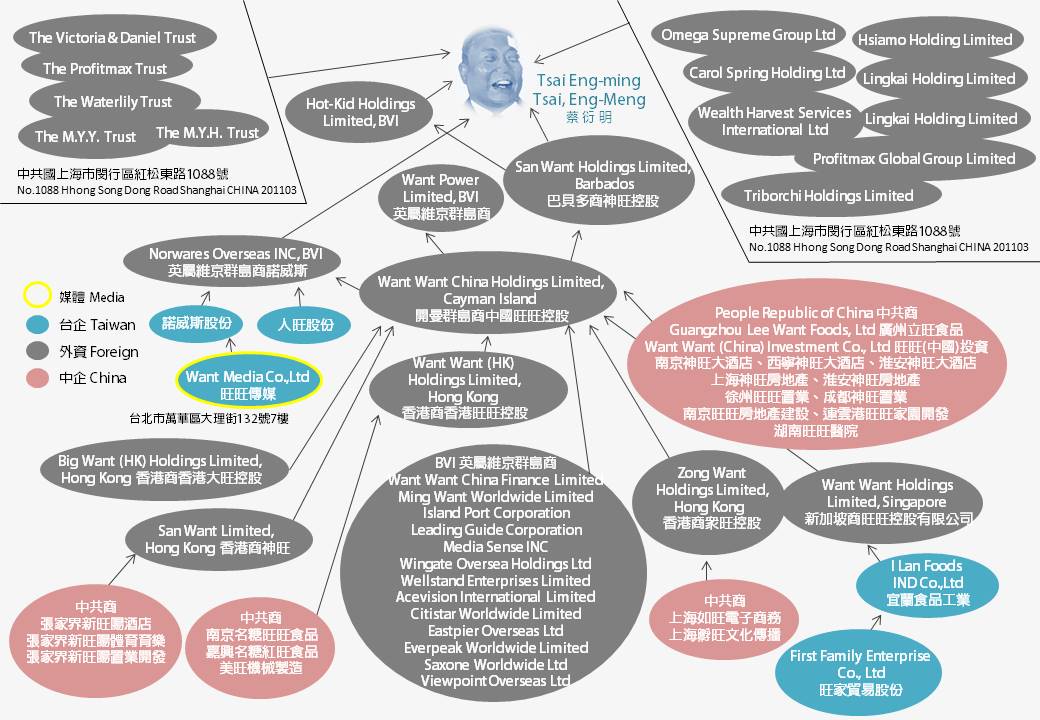 The Victoria & Daniel Trust
The Profitmax Trust
The Waterlily Trust
The M.Y.Y. Trust
The M.Y.H. Trust
中共國上海市閔行區紅松東路1088號
No.1088 Hhong Song Dong Road Shanghai CHINA 201103
Hot-Kid Holdings
Limited, BVI
Tsai Eng-ming
Tsai, Eng-Meng
蔡衍明
Omega Supreme Group Ltd
Hsiamo Holding Limited
Carol Spring Holding Ltd
Lingkai Holding Limited
Wealth Harvest Services
International Ltd
Lingkai Holding Limited
Profitmax Global Group Limited
Triborchi Holdings Limited
中共國上海市閔行區紅松東路1088號
No.1088 Hhong Song Dong Road Shanghai CHINA 201103
Want Power
Limited, BVI
英屬維京群島商
San Want Holdings Limited,
Barbados
巴貝多商神旺控股
Norwares Overseas INC, BVI
英屬維京群島商諾威斯
Want Want China Holdings Limited,
Cayman Island
開曼群島商中國旺旺控股
媒體 Media
台企 Taiwan
外資 Foreign
中企 China
諾威斯股份
人旺股份
Want Media Co.,Ltd
旺旺傳媒
台北市萬華區大理街132號7樓
Want Want (HK)
Holdings Limited,
Hong Kong
香港商香港旺旺控股
People Republic of China 中共商
Guangzhou Lee Want Foods, Ltd 廣州立旺食品
Want Want (China) Investment Co., Ltd 旺旺(中國)投資
南京神旺大酒店、西寧神旺大酒店、淮安神旺大酒店
上海神旺房地產、淮安神旺房地產
徐州旺旺置業、成都神旺置業
南京旺旺房地產建設、連雲港旺旺家園開發
湖南旺旺醫院
Big Want (HK) Holdings Limited,
Hong Kong 香港商香港大旺控股
San Want Limited,
Hong Kong 香港商神旺
BVI 英屬維京群島商
Want Want China Finance Limited
Ming Want Worldwide Limited
Island Port Corporation
Leading Guide Corporation
Media Sense INC
Wingate Oversea Holdings Ltd
Wellstand Enterprises Limited
Acevision International Limited
Citistar Worldwide Limited
Eastpier Overseas Ltd
Everpeak Worldwide Limited
Saxone Worldwide Ltd
Viewpoint Overseas Ltd
Zong Want
Holdings Limited,
Hong Kong
香港商衆旺控股
Want Want Holdings
Limited, Singapore
新加坡商旺旺控股有限公司
I Lan Foods
IND Co.,Ltd
宜蘭食品工業
中共商
張家界新旺園酒店
張家界新旺園體育育樂
張家界新旺園置業開發
中共商
南京名糖旺旺食品
嘉興名糖紅旺食品
美旺機械製造
中共商
上海如旺電子商務
上海孵旺文化傳播
First Family Enterprise
Co., Ltd
旺家貿易股份